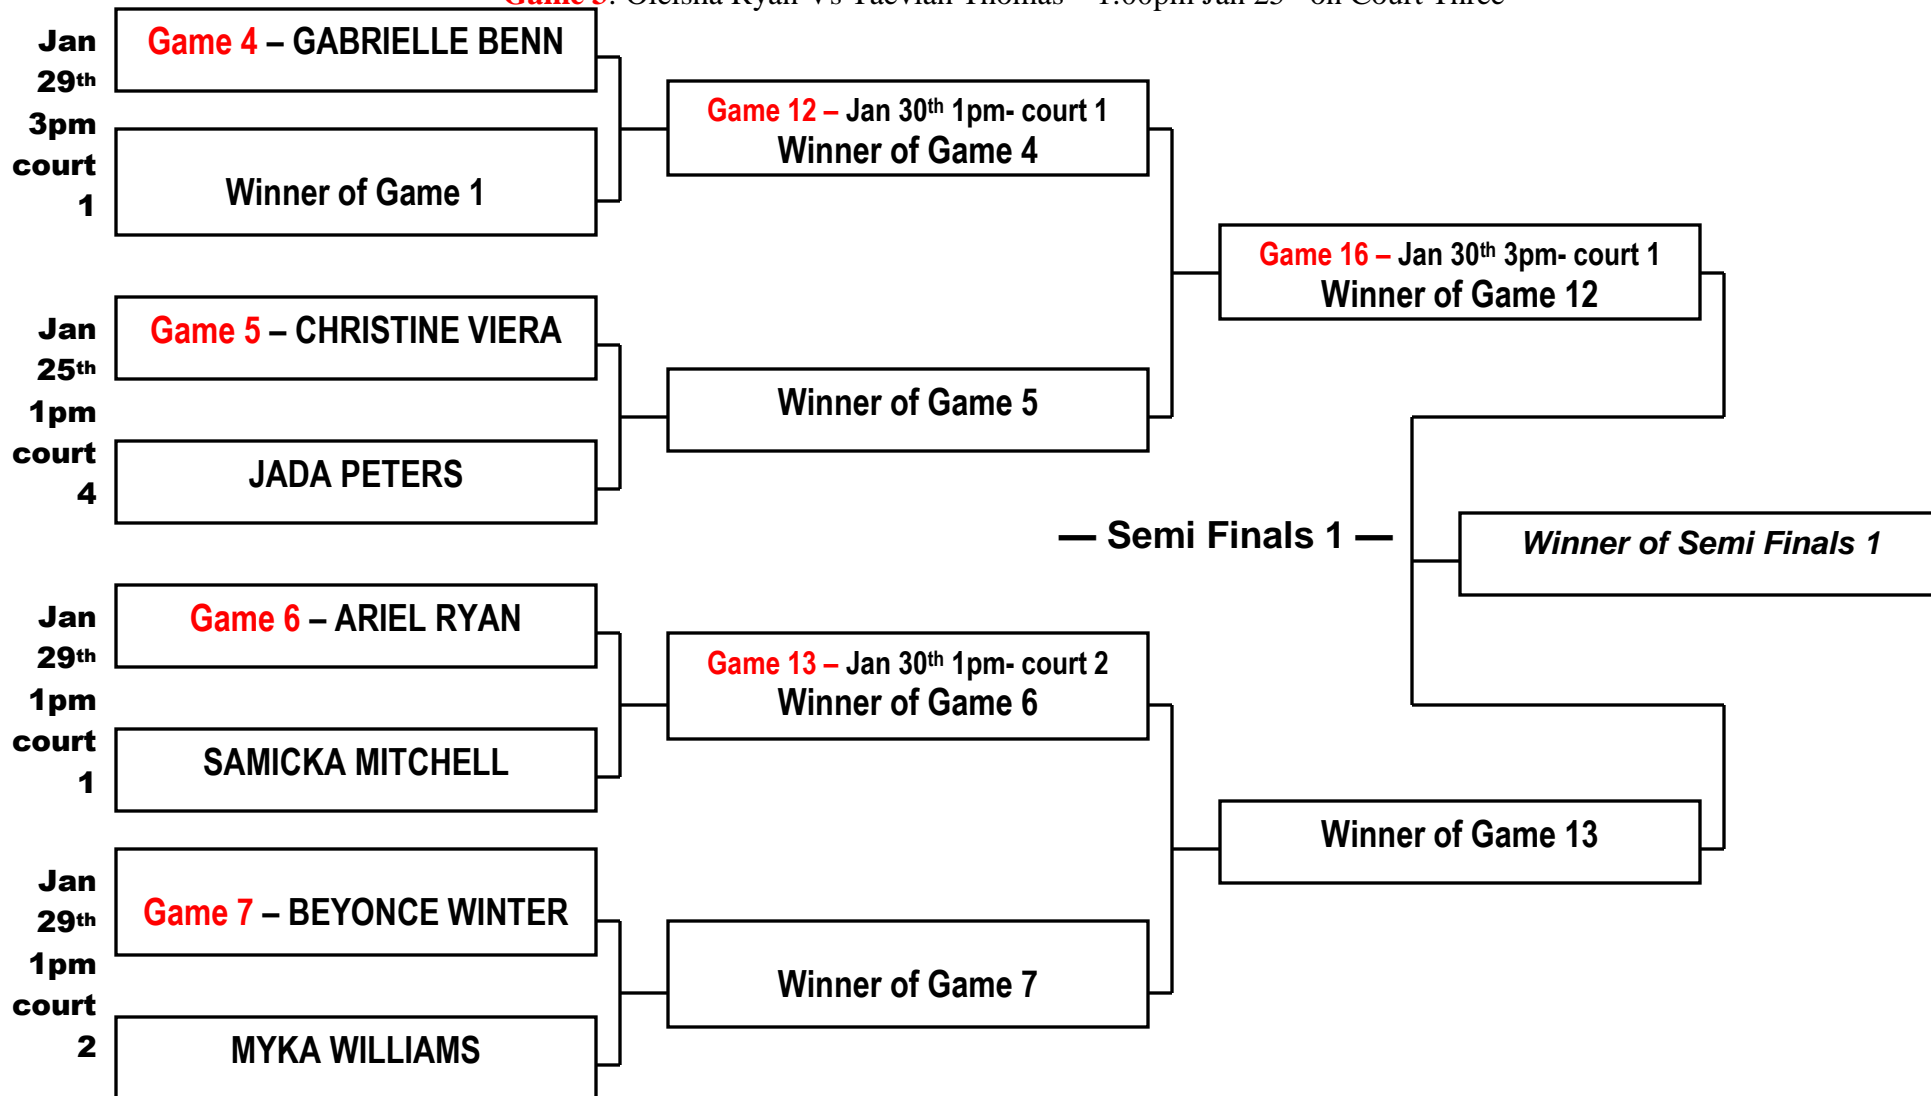 Jan
29th
3pm
court
1
Game 4 – GABRIELLE BENN
Winner of Game 1
Jan
25th
1pm
court
4
Game 5 – CHRISTINE VIERA
JADA PETERS
Jan
29th
1pm
court
1
Game 6 – ARIEL RYAN
SAMICKA MITCHELL
Jan
29th
1pm
court
2
Game 7 – BEYONCE WINTER
MYKA WILLIAMS
Game 12 – Jan 30th 1pm- court 1
Winner of Game 4
Winner of Game 5
Game 13 – Jan 30th 1pm- court 2
Winner of Game 6
Winner of Game 7
Game 16 – Jan 30th 3pm- court 1
Winner of Game 12
— Semi Finals 1 —
Winner of Game 13
Winner of Semi Finals 1